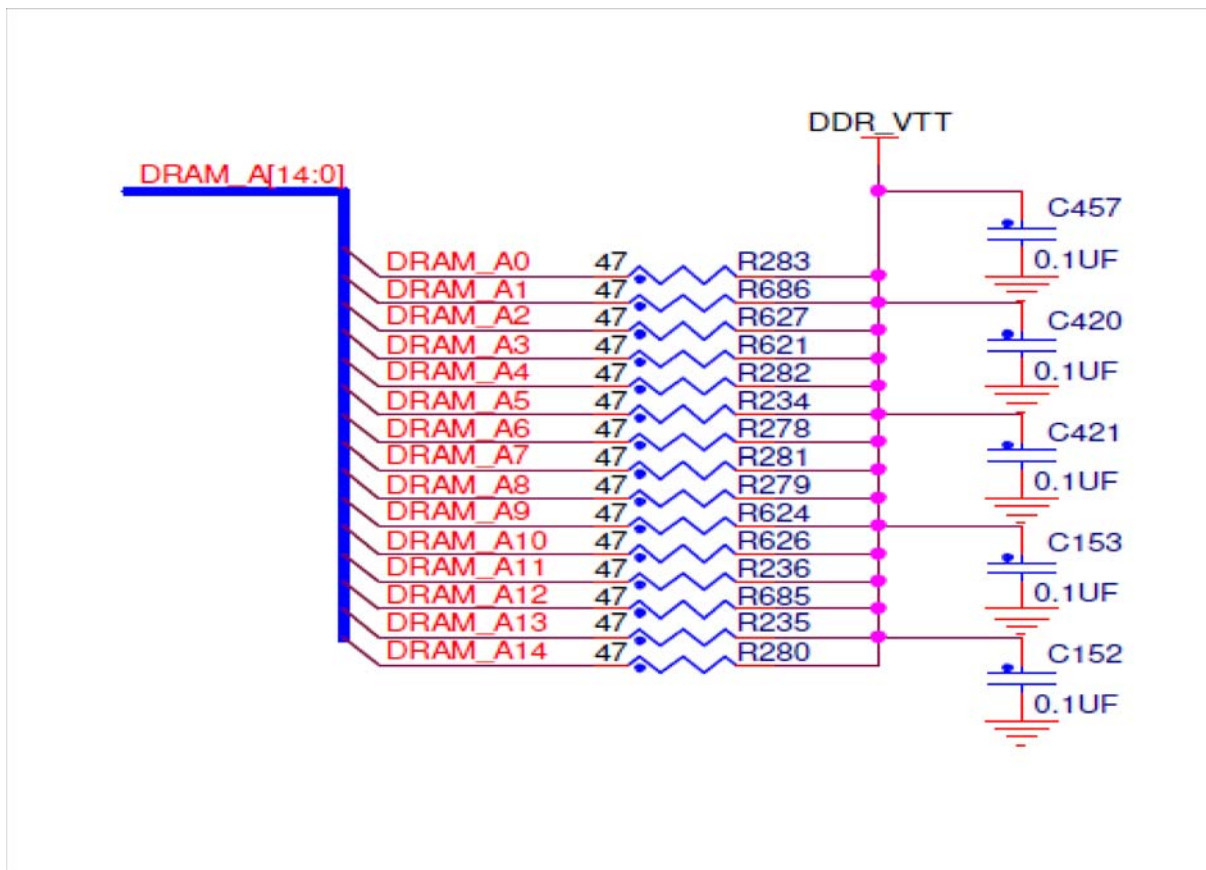 DDR_VTT
DRAM_A[14:0]
C457
0.1UF
DRAM_A0 47 R283
DRAM_A1 47 R686
DRAM_A2 47 R627
C420
DRAM_A3 47 R621
0.1UF
DRAM_A4 47 R282
DRAM_A5 47 R234
DRAM_A6 47 R278
C421
DRAM_A7 47 R281
0.1UF
DRAM_A8 47 R279
DRAM_A9 47 R624
DRAM_A10 47 R626
C153
DRAM_A11 47 R236
0.1UF
DRAM_A12 47 R685
DRAM_A13 47 R235
DRAM_A14 47 R280
C152
0.1UF